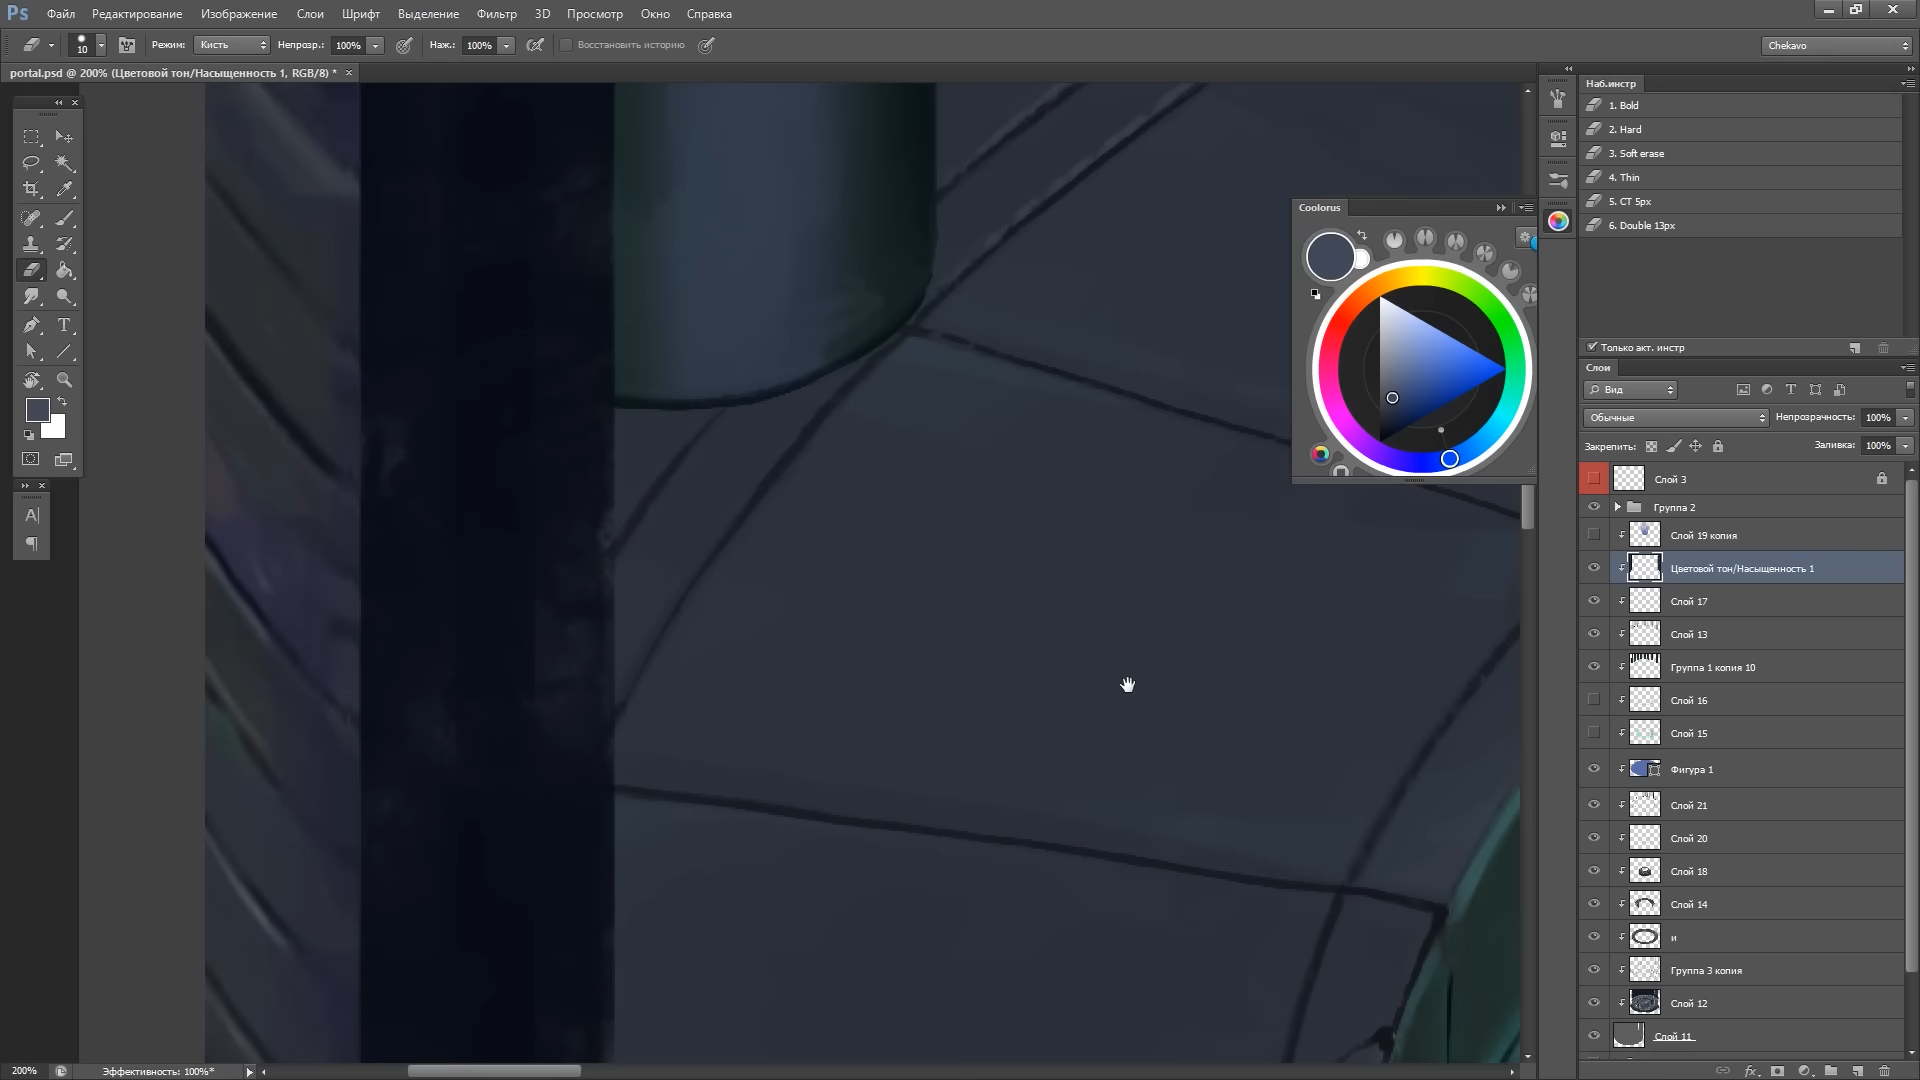 Ps Файл Редактирование Изображение Слои Шрифт Выделение Фильтр 3D Просмотр Окно Справка
10 Режим: Кисть Непрозр.: 100% Наж.: 100% Восстановить историю Chekavo
portal.psd @ 200% (Цветовой тон/Насыщенность 1, RGB/8) * ×
Наб.инстр
1. Bold
2. Hard
3. Soft erase
4. Thin
5. CT 5px
6. Double 13px
Coolorus
Только акт. инстр
Слои
Вид
Обычные Непрозрачность: 100%
Закрепить: Заливка: 100%
Слой 3
Группа 2
Слой 19 копия
Цветовой тон/Насыщенность 1
Слой 17
Слой 13
Группа 1 копия 10
Слой 16
Слой 15
Фигура 1
Слой 21
Слой 20
Слой 18
Слой 14
и
Группа 3 копия
Слой 12
Слой 11
200% Эффективность: 100%*